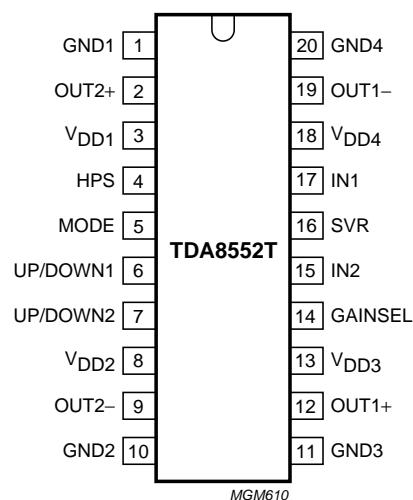 GND1 1 20 GND4
OUT2+ 2 19 OUT1−
VDD1 3 18 VDD4
HPS 4 17 IN1
MODE 5 16 SVR
TDA8552T
UP/DOWN1 6 15 IN2
UP/DOWN2 7 14 GAINSEL
VDD2 8 13 VDD3
OUT2− 9 12 OUT1+
GND2 10 11 GND3
MGM610